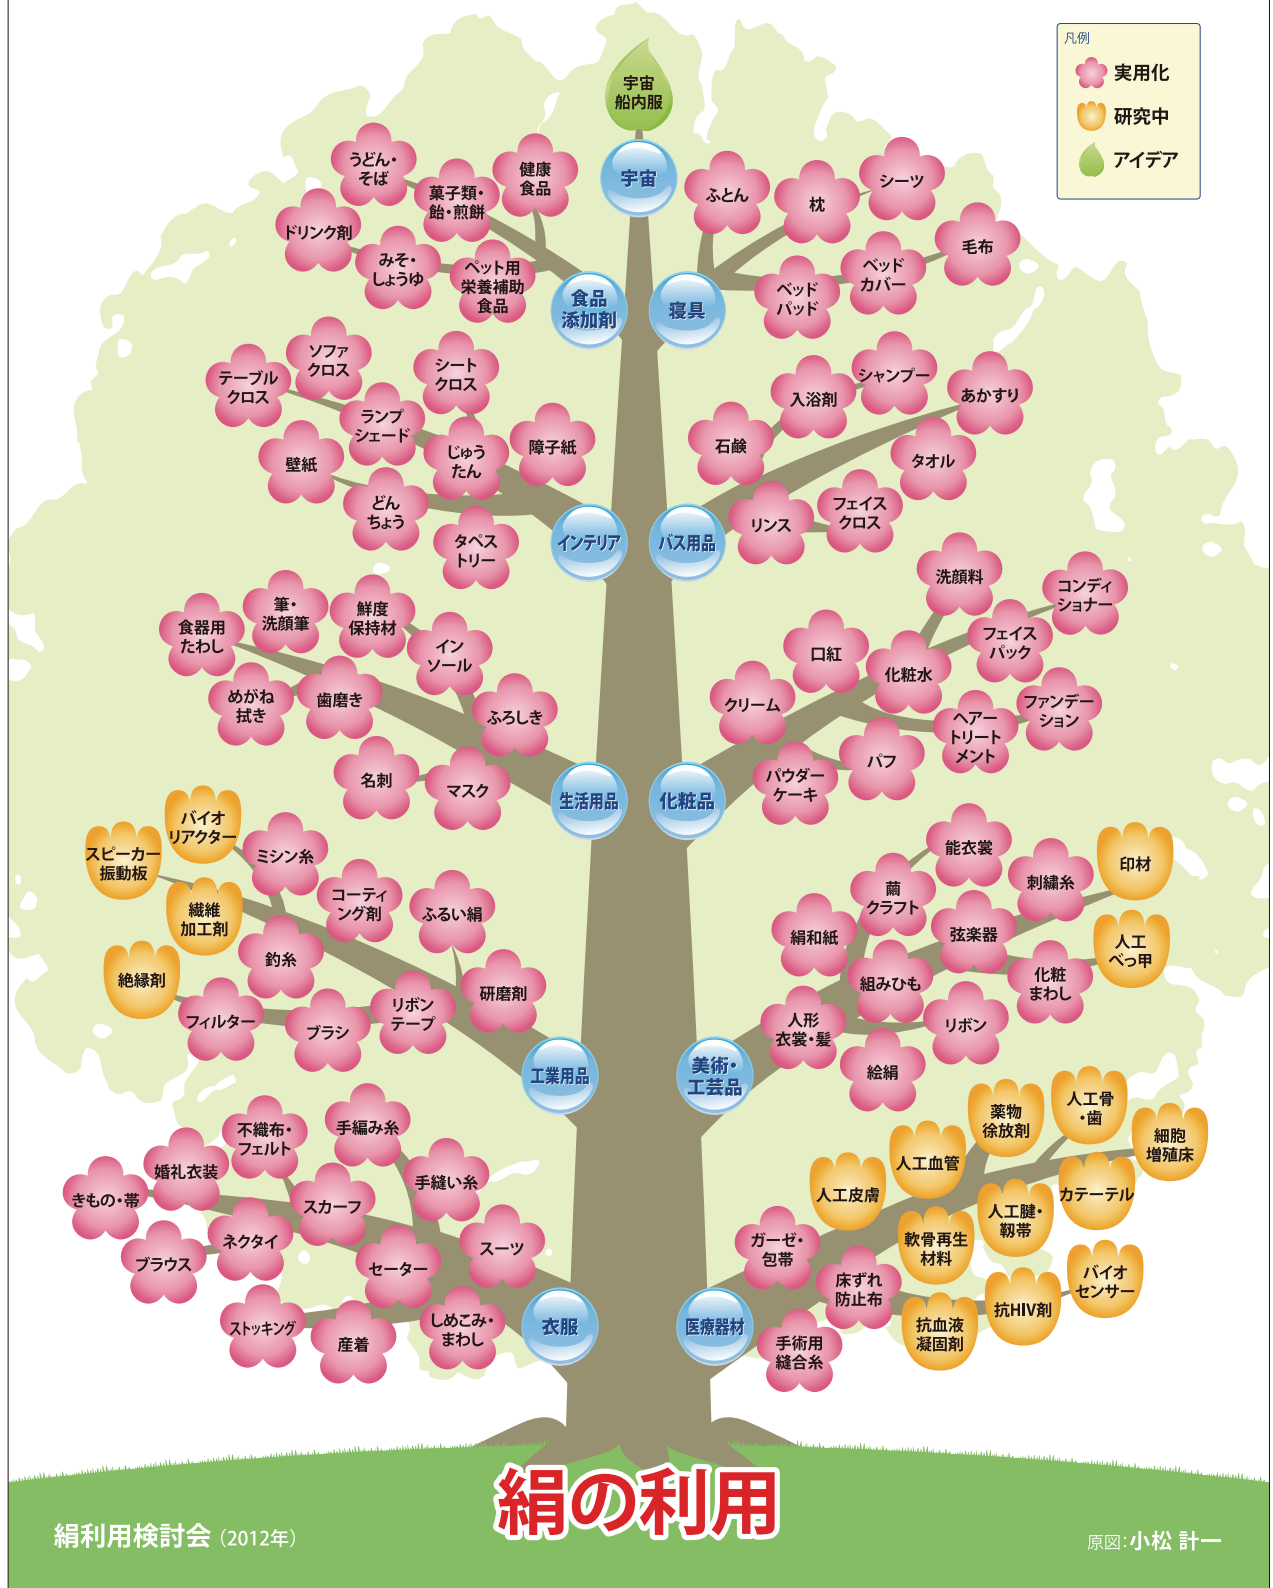 凡例
実用化
研究中
アイデア
宇宙
船内服
宇宙
うどん・
そば
菓子類・
飴・煎餅
健康
食品
ドリンク剤
みそ・
しょうゆ
ペット用
栄養補助
食品
食品
添加剤
ふとん
枕
シーツ
毛布
ベッド
カバー
ベッド
パッド
寝具
ソファ
クロス
シート
クロス
テーブル
クロス
ランプ
シェード
じゅう
たん
障子紙
壁紙
どん
ちょう
タペス
トリー
インテリア
シャンプー
入浴剤
あかすり
石鹸
タオル
リンス
フェイス
クロス
バス用品
食器用
たわし
筆・
洗顔筆
鮮度
保持材
イン
ソール
めがね
拭き
歯磨き
ふろしき
名刺
マスク
生活用品
洗顔料
コンディ
ショナー
フェイス
パック
口紅
化粧水
クリーム
ファンデー
ション
ヘアー
トリート
メント
パフ
パウダー
ケーキ
化粧品
バイオ
リアクター
スピーカー
振動板
ミシン糸
繊維
加工剤
コーティ
ング剤
ふるい絹
釣糸
絶縁剤
研磨剤
フィルター
ブラシ
リボン
テープ
工業用品
能衣裳
繭
クラフト
刺繍糸
印材
絹和紙
弦楽器
人工
べっ甲
組みひも
化粧
まわし
人形
衣裳・髪
リボン
絵絹
美術・
工芸品
手編み糸
不織布・
フェルト
婚礼衣装
手縫い糸
きもの・帯
スカーフ
ネクタイ
ブラウス
セーター
スーツ
ストッキング
産着
しめこみ・
まわし
衣服
薬物
徐放剤
人工骨
・歯
細胞
増殖床
人工血管
人工皮膚
カテーテル
人工腱・
靱帯
軟骨再生
材料
ガーゼ・
包帯
床ずれ
防止布
バイオ
センサー
抗HIV剤
抗血液
凝固剤
手術用
縫合糸
医療器材
絹の利用
絹利用検討会（2012年）
原図：小松 計一